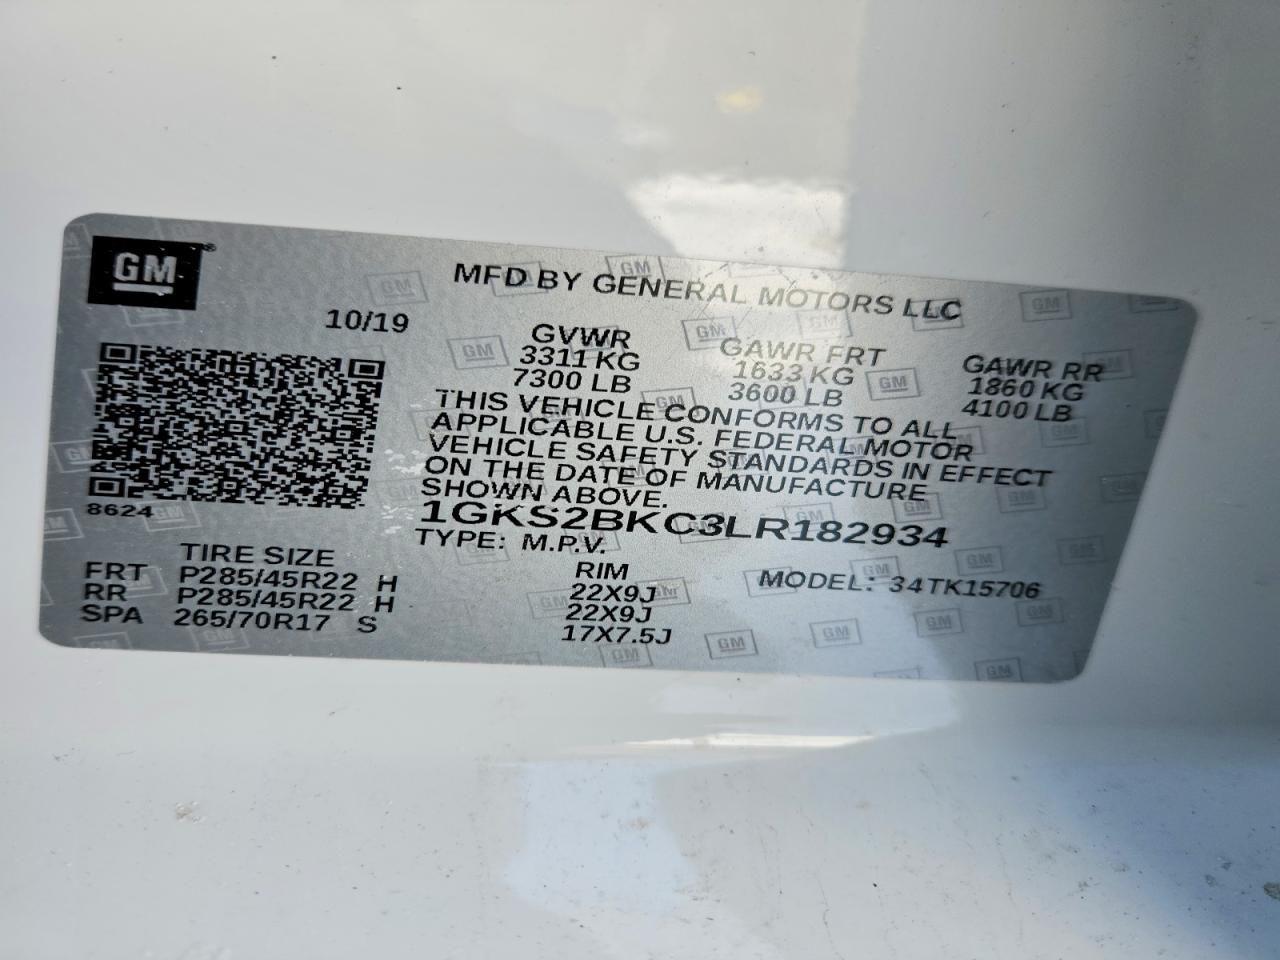 GM
MFD BY GENERAL MOTORS LLC
10/19
GVWR GAWR FRT GAWR RR
3311 KG 1633 KG 1860 KG
7300 LB 3600 LB 4100 LB
THIS VEHICLE CONFORMS TO ALL
APPLICABLE U.S. FEDERAL MOTOR
VEHICLE SAFETY STANDARDS IN EFFECT
ON THE DATE OF MANUFACTURE
SHOWN ABOVE.
8624
1GKS2BKC3LR182934
TYPE: M.P.V.
MODEL: 34TK15706
TIRE SIZE RIM
FRT P285/45R22 H 22X9J
RR P285/45R22 H 22X9J
SPA 265/70R17 S 17X7.5J